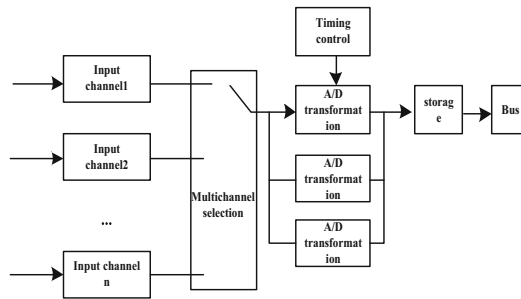 Timing
control
Input
channel1
A/D
transformat
ion
storag
e
Bus
Input
channel2
Multichannel
selection
A/D
transformat
ion
...
A/D
transformat
ion
Input channel
n